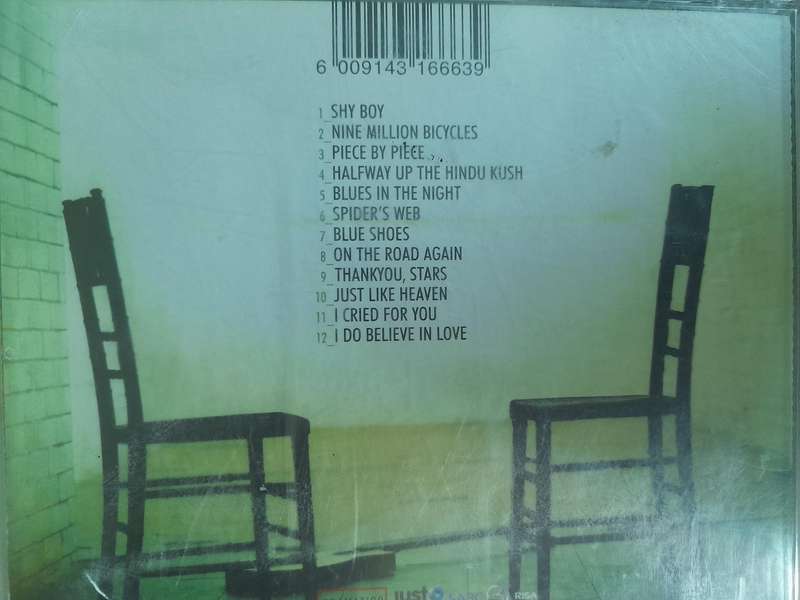 6 009143 166639
1_SHY BOY
2_NINE MILLION BICYCLES
3_PIECE BY PIECE
4_HALFWAY UP THE HINDU KUSH
5_BLUES IN THE NIGHT
6_SPIDER'S WEB
7_BLUE SHOES
8_ON THE ROAD AGAIN
9_THANKYOU, STARS
10_JUST LIKE HEAVEN
11_I CRIED FOR YOU
12_I DO BELIEVE IN LOVE
just RISA